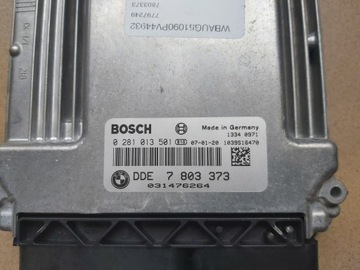 WBAUG51090PV44932
7797249
7803373
BOSCH
Made in Germany
1334 0971
0 281 013 501
07-01-20
1039S16470
DDE 7 803 373
031476264